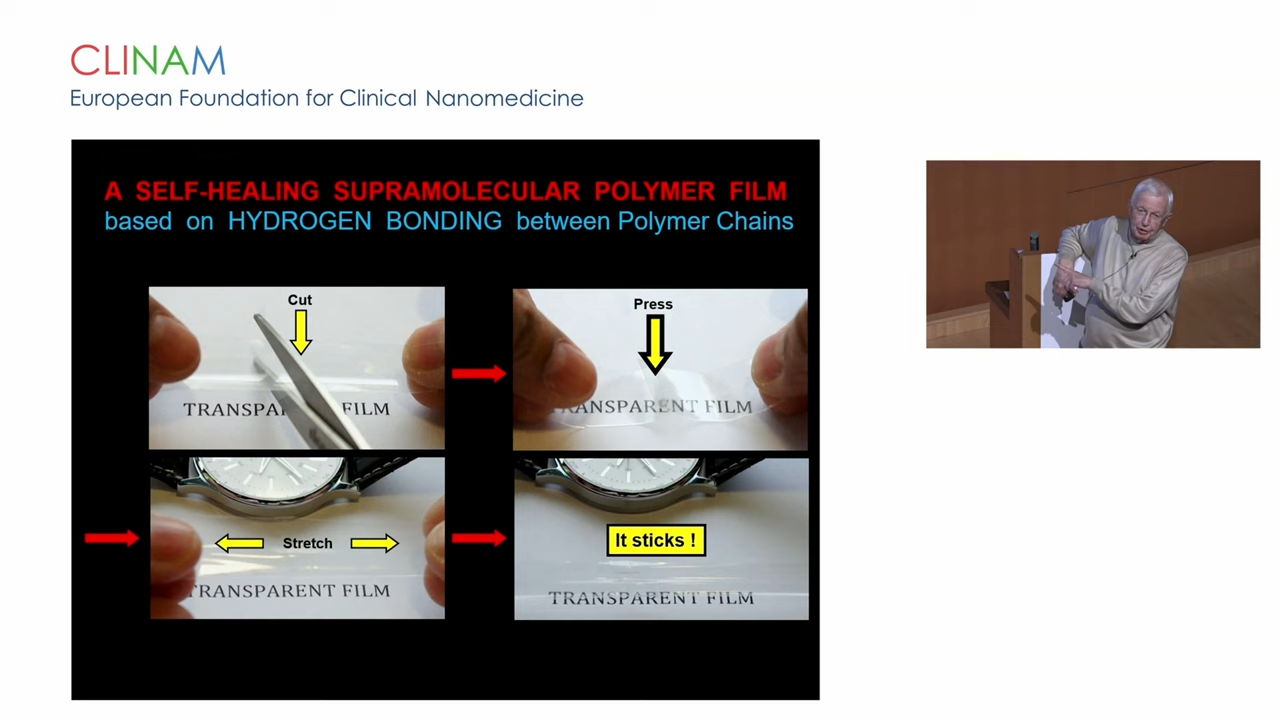 CLINAM
European Foundation for Clinical Nanomedicine
A SELF-HEALING SUPRAMOLECULAR POLYMER FILM
based on HYDROGEN BONDING between Polymer Chains
Cut
TRANSPA FILM
Press
ANSPARENT FILM
Stretch
TRANSPARENT FILM
It sticks !
TRANSPARENT FILM